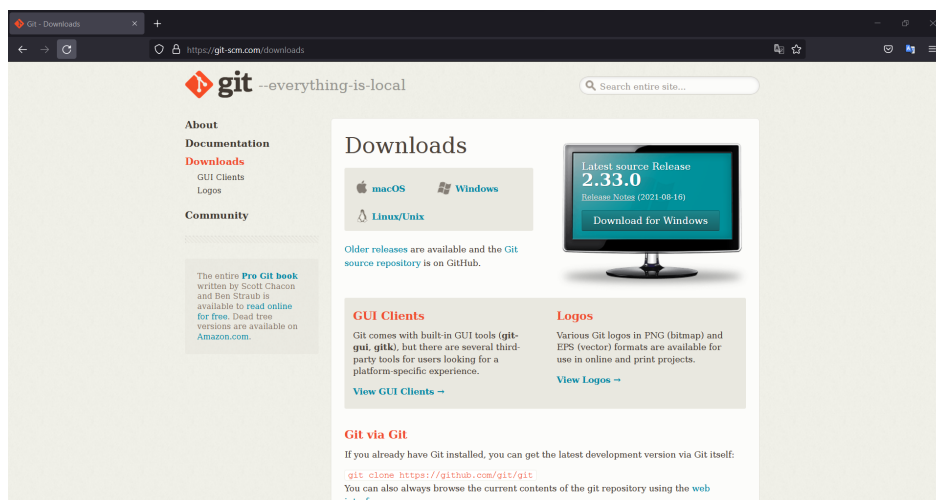 Git - Downloads
https://git-scm.com/downloads
git --everything-is-local
Search entire site...
About
Documentation
Downloads
GUI Clients
Logos
Community
The entire Pro Git book
written by Scott Chacon
and Ben Straub is
available to read online
for free. Dead tree
versions are available on
Amazon.com.
Downloads
macOS
Windows
Linux/Unix
Older releases are available and the Git
source repository is on GitHub.
Latest source Release
2.33.0
Release Notes (2021-08-16)
Download for Windows
GUI Clients
Git comes with built-in GUI tools (git-
gui, gitk), but there are several third-
party tools for users looking for a
platform-specific experience.
View GUI Clients →
Logos
Various Git logos in PNG (bitmap) and
EPS (vector) formats are available for
use in online and print projects.
View Logos →
Git via Git
If you already have Git installed, you can get the latest development version via Git itself:
git clone https://github.com/git/git
You can also always browse the current contents of the git repository using the web